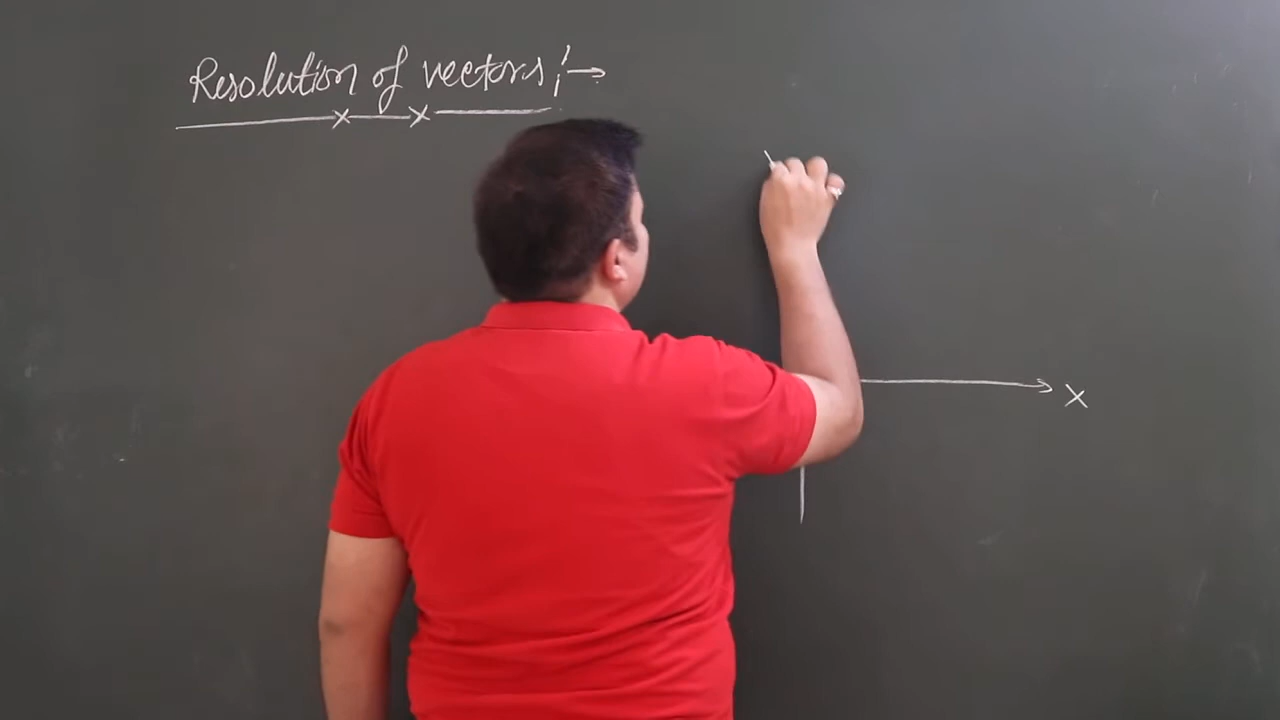 Resolution of vectors :→
X